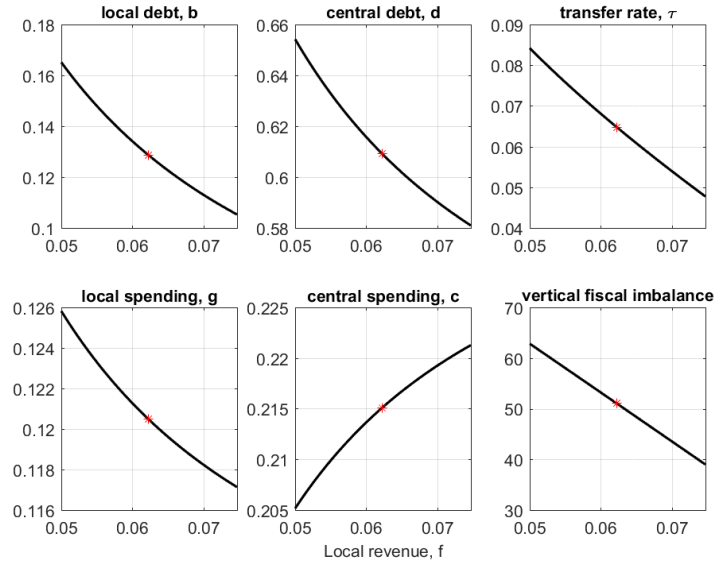 local debt, b
0.18
0.16
0.14
0.12
0.1
0.05 0.06 0.07
central debt, d
0.66
0.64
0.62
0.6
0.58
0.05 0.06 0.07
transfer rate, τ
0.09
0.08
0.07
0.06
0.05
0.04
0.05 0.06 0.07
local spending, g
0.126
0.124
0.122
0.12
0.118
0.116
0.05 0.06 0.07
central spending, c
0.225
0.22
0.215
0.21
0.205
0.05 0.06 0.07
Local revenue, f
vertical fiscal imbalance
70
60
50
40
30
0.05 0.06 0.07